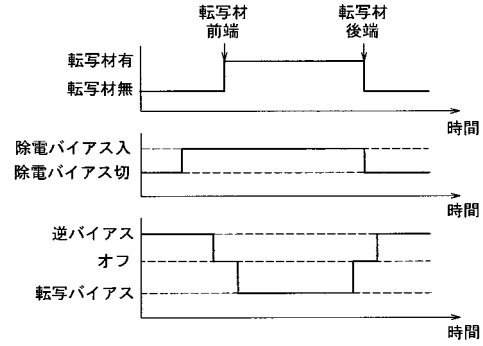 転写材
前端
転写材
後端
転写材有
転写材無
時間
除電バイアス入
除電バイアス切
時間
逆バイアス
オフ
転写バイアス
時間